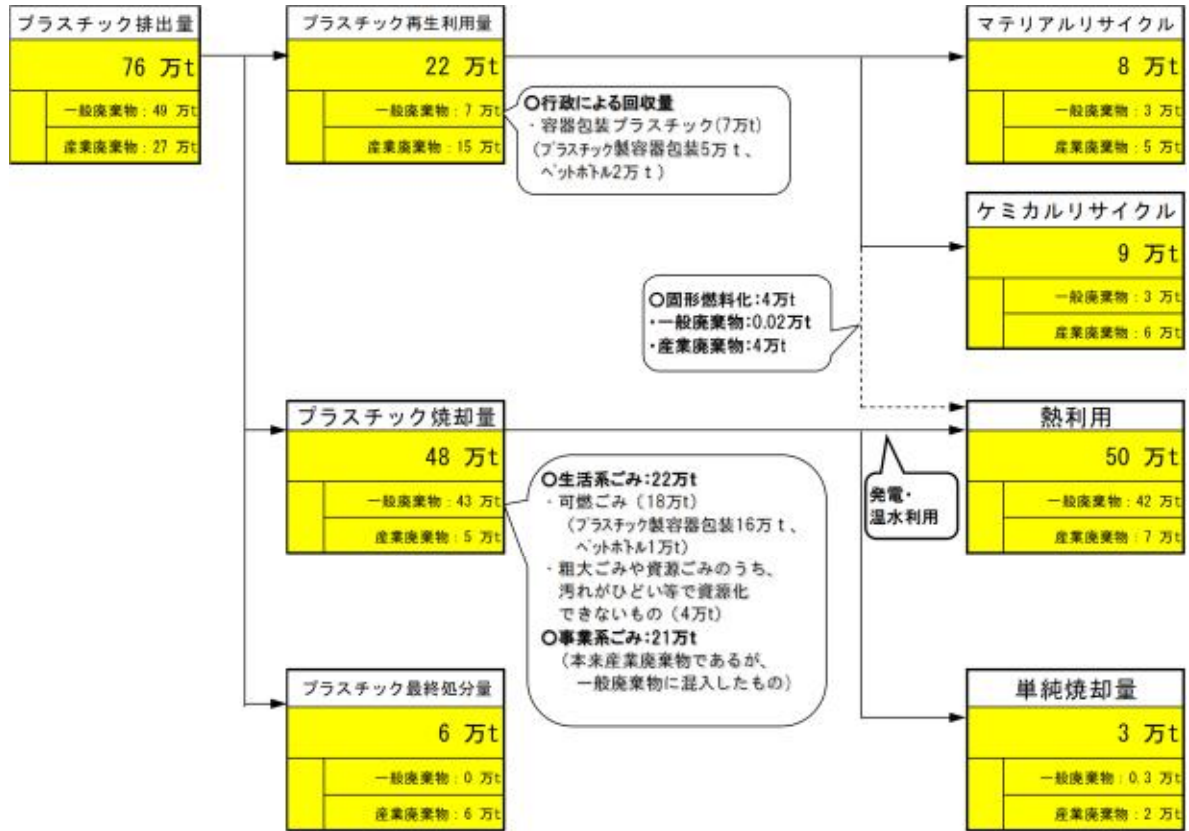 プラスチック排出量
76 万t
一般廃棄物：49 万t
産業廃棄物：27 万t
プラスチック再生利用量
22 万t
一般廃棄物：7 万t
産業廃棄物：15 万t
〇行政による回収量
・容器包装プラスチック(7万t)
(プラスチック製容器包装5万ｔ、
ペットボトル2万ｔ)
マテリアルリサイクル
8 万t
一般廃棄物：3 万t
産業廃棄物：5 万t
ケミカルリサイクル
9 万t
一般廃棄物：3 万t
産業廃棄物：6 万t
〇固形燃料化：4万t
・一般廃棄物：0.02万t
・産業廃棄物：4万t
プラスチック焼却量
48 万t
一般廃棄物：43 万t
産業廃棄物：5 万t
〇生活系ごみ：22万t
・可燃ごみ（18万t）
（プラスチック製容器包装16万ｔ、
ペットボトル1万t）
・粗大ごみや資源ごみのうち、
汚れがひどい等で資源化
できないもの（4万t）
〇事業系ごみ：21万t
（本来産業廃棄物であるが、
一般廃棄物に混入したもの）
発電・
温水利用
熱利用
50 万t
一般廃棄物：42 万t
産業廃棄物：7 万t
プラスチック最終処分量
6 万t
一般廃棄物：0 万t
産業廃棄物：6 万t
単純焼却量
3 万t
一般廃棄物：0.3 万t
産業廃棄物：2 万t